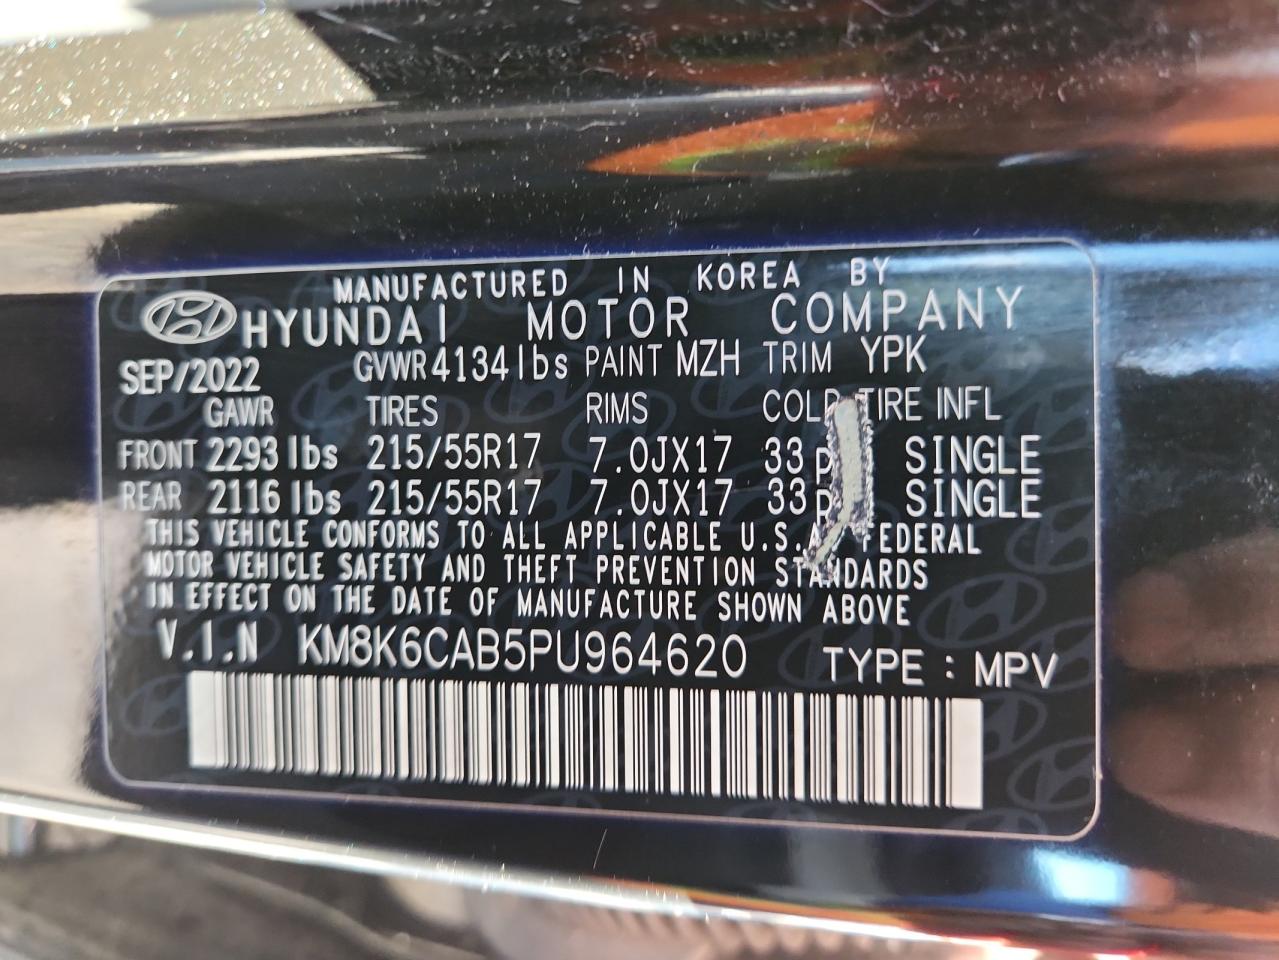 MANUFACTURED IN KOREA BY
HYUNDAI MOTOR COMPANY
SEP/2022 GVWR 4134 lbs PAINT MZH TRIM YPK
GAWR TIRES RIMS COLD TIRE INFL
FRONT 2293 lbs 215/55R17 7.0JX17 33 SINGLE
REAR 2116 lbs 215/55R17 7.0JX17 33 SINGLE
THIS VEHICLE CONFORMS TO ALL APPLICABLE U.S.A. FEDERAL
MOTOR VEHICLE SAFETY AND THEFT PREVENTION STANDARDS
IN EFFECT ON THE DATE OF MANUFACTURE SHOWN ABOVE
V.I.N KM8K6CAB5PU964620 TYPE : MPV